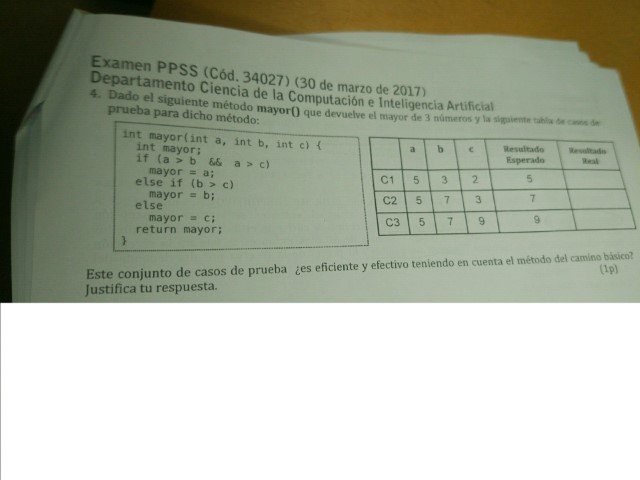 Examen PPSS (Cód. 34027) (30 de marzo de 2017)
Departamento Ciencia de la Computación e Inteligencia Artificial
4. Dado el siguiente método mayor() que devuelve el mayor de 3 números y la siguiente tabla de casos de
prueba para dicho método:
int mayor(int a, int b, int c) {
int mayor;
if (a > b && a > c)
mayor = a;
else if (b > c)
mayor = b;
else
mayor = c;
return mayor;
}
a b c Resultado Esperado Resultado Real
C1 5 3 2 5
C2 5 7 3 7
C3 5 7 9 9
Este conjunto de casos de prueba ¿es eficiente y efectivo teniendo en cuenta el método del camino básico?
(1p)
Justifica tu respuesta.